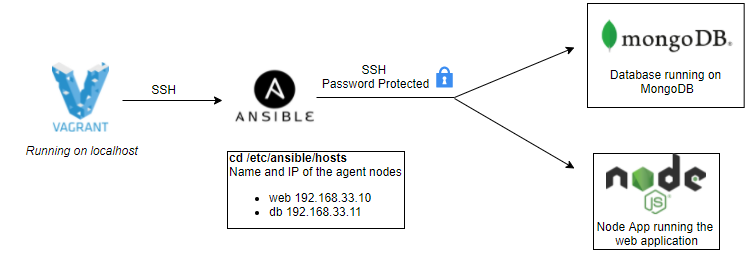 VAGRANT
Running on localhost
SSH
ANSIBLE
SSH
Password Protected
cd /etc/ansible/hosts
Name and IP of the agent nodes
• web 192.168.33.10
• db 192.168.33.11
mongoDB®
Database running on
MongoDB
node
JS
Node App running the
web application